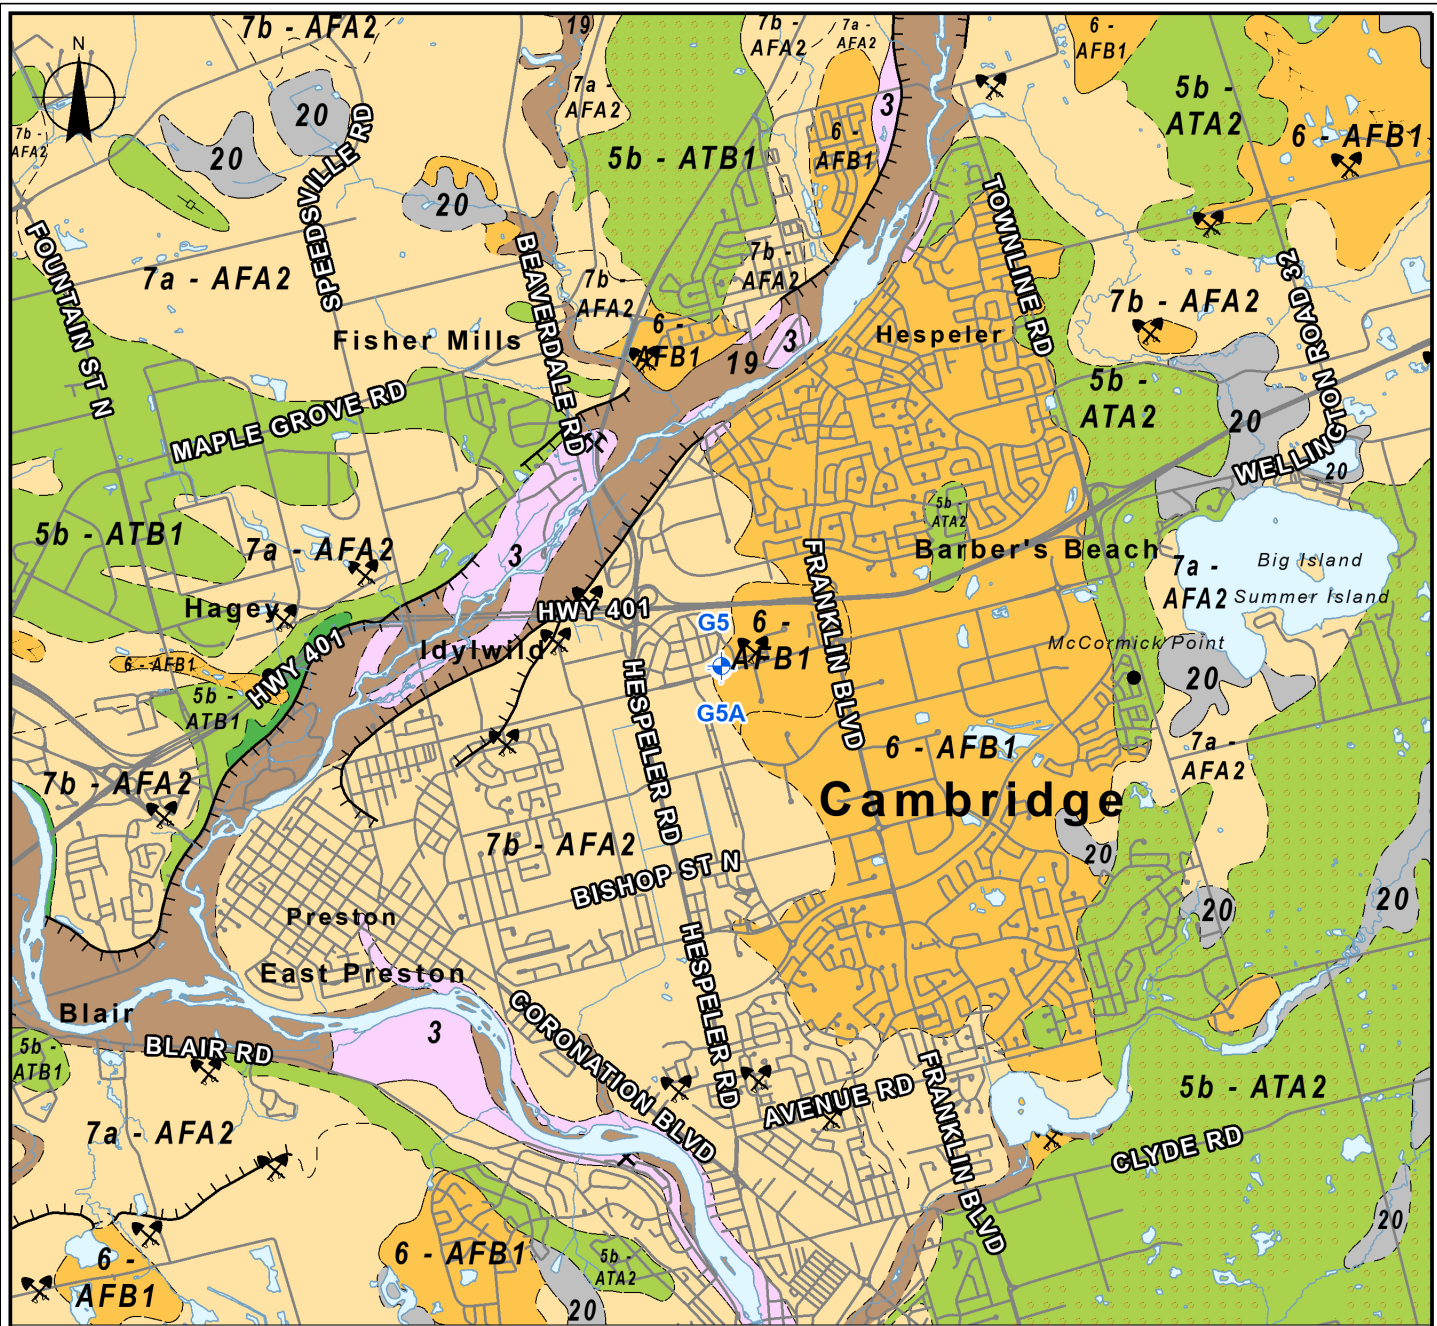 7b - AFA2
19
7b -
AFA2
7a -
AFA2
6 -
AFB1
N
7a -
AFA2
20
3
5b -
ATA2
7b -
AFA2
20
SPEEDSVILLE RD
5b - ATB1
6 -
AFB1
6 - AFB1
20
TOWNLINE RD
FOUNTAIN ST N
BEAVERDALE RD
7b -
AFA2
WELLINGTON ROAD 32
7a - AFA2
7b -
AFA2
7b - AFA2
Fisher Mills
6 -
AFB1
3
Hespeler
19
MAPLE GROVE RD
5b -
ATA2
20
20
5b - ATB1
7a - AFA2
3
5b -
ATA2
FRANKLIN BLVD
Barber's Beach
7a -
AFA2
Big Island
Summer Island
Hagey
HWY 401
G5
6 -
AFB1
McCormick Point
HWY 401
Idylwild
6 - AFB1
5b -
ATB1
HESPELER RD
20
G5A
7a -
AFA2
6 - AFB1
7b - AFA2
Cambridge
7b - AFA2
20
BISHOP ST N
20
20
Preston
HESPELER RD
East Preston
Blair
CORONATION BLVD
3
BLAIR RD
5b -
ATB1
FRANKLIN BLVD
AVENUE RD
5b - ATA2
7a - AFA2
CLYDE RD
20
6 -
AFB1
6 - AFB1
5b -
ATA2
20